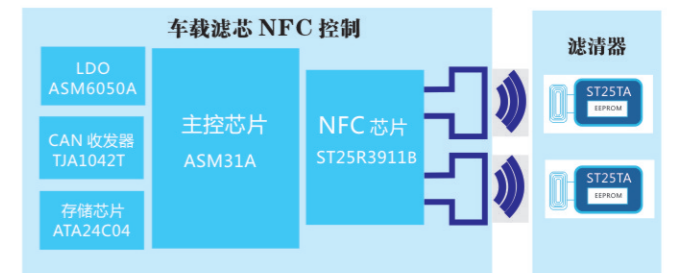 车载滤芯 NFC 控制
LDO
ASM6050A
CAN 收发器
TJA1042T
存储芯片
ATA24C04
主控芯片
ASM31A
NFC 芯片
ST25R3911B
滤清器
ST25TA
EEPROM
ST25TA
EEPROM